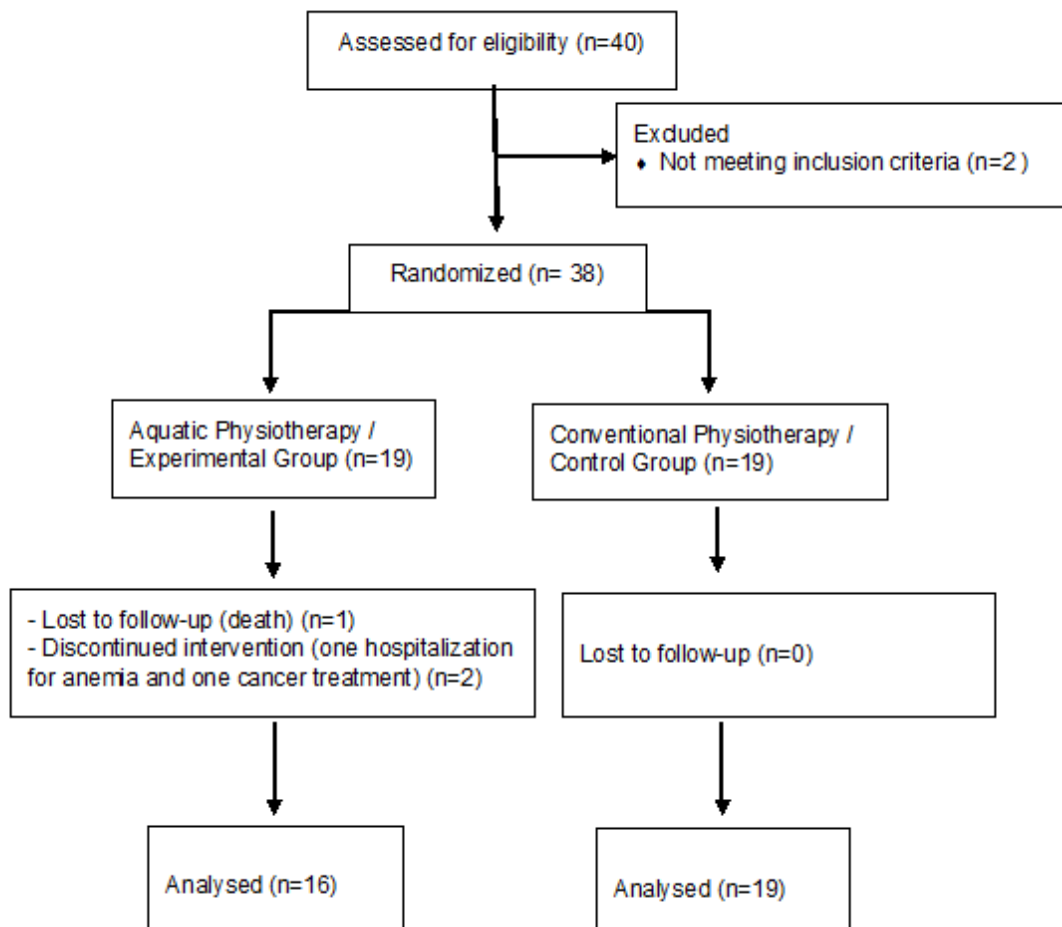 Assessed for eligibility (n=40)
Excluded
♦ Not meeting inclusion criteria (n=2 )
Randomized (n= 38)
Aquatic Physiotherapy /
Experimental Group (n=19)
Conventional Physiotherapy /
Control Group (n=19)
- Lost to follow-up (death) (n=1)
- Discontinued intervention (one hospitalization
for anemia and one cancer treatment) (n=2)
Lost to follow-up (n=0)
Analysed (n=16)
Analysed (n=19)